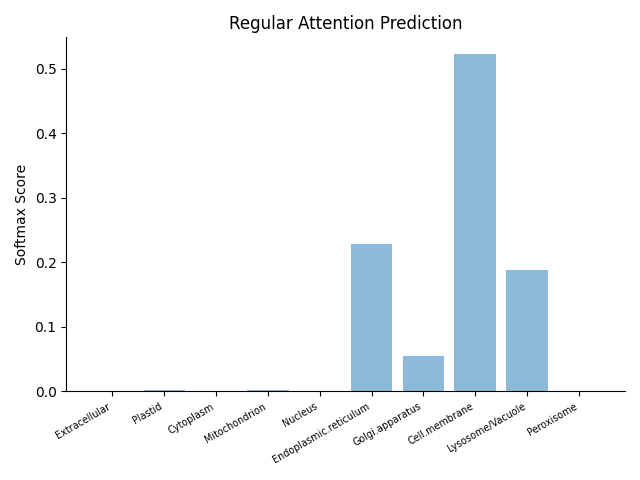 Regular Attention Prediction
Softmax Score
0.5
0.4
0.3
0.2
0.1
0.0
Extracellular
Plastid
Cytoplasm
Mitochondrion
Nucleus
Endoplasmic.reticulum
Golgi.apparatus
Cell.membrane
Lysosome/Vacuole
Peroxisome